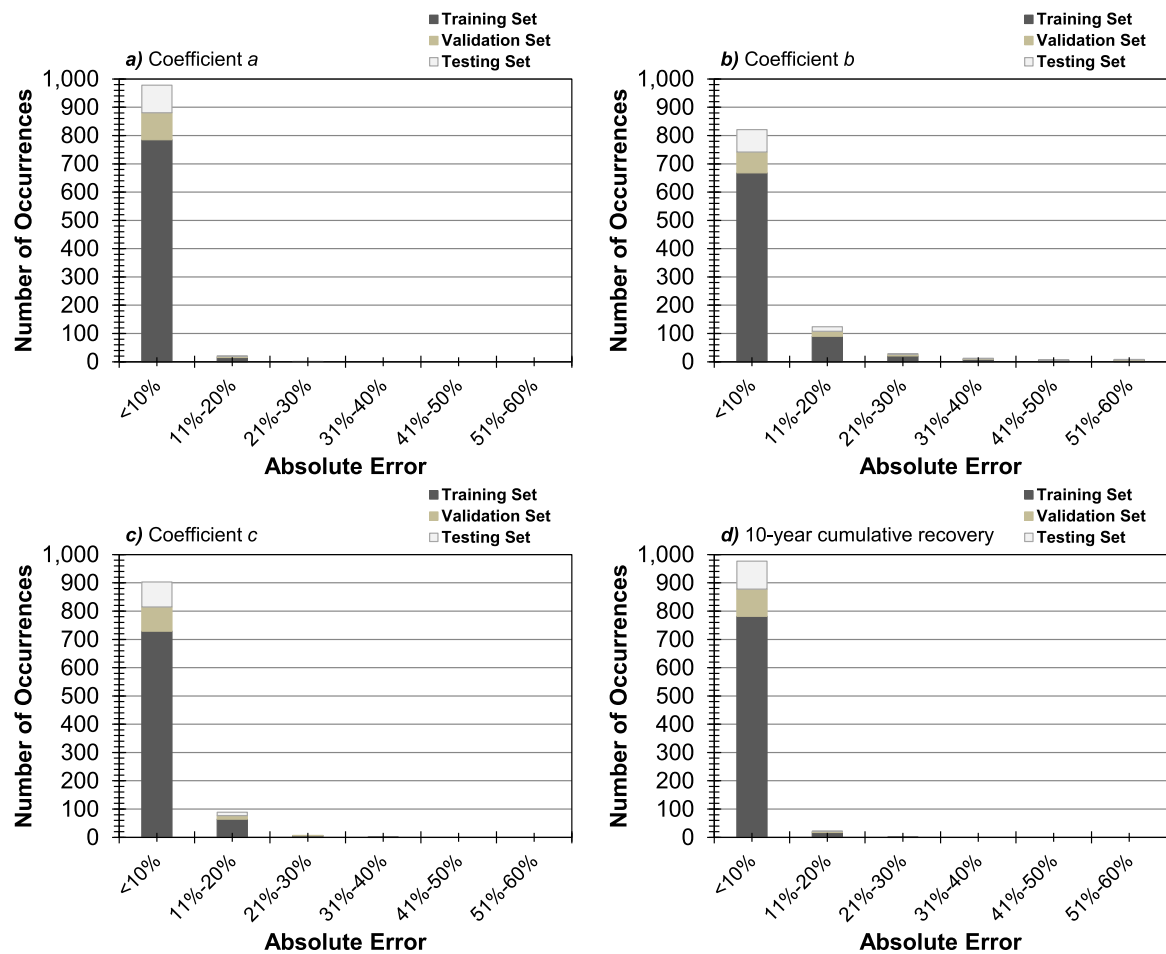 Training Set
Validation Set
Testing Set
a) Coefficient a
1,000
900
800
700
600
500
400
300
200
100
0
Number of Occurrences
<10%
11%-20%
21%-30%
31%-40%
41%-50%
51%-60%
Absolute Error
Training Set
Validation Set
Testing Set
b) Coefficient b
1,000
900
800
700
600
500
400
300
200
100
0
Number of Occurrences
<10%
11%-20%
21%-30%
31%-40%
41%-50%
51%-60%
Absolute Error
Training Set
Validation Set
Testing Set
c) Coefficient c
1,000
900
800
700
600
500
400
300
200
100
0
Number of Occurrences
<10%
11%-20%
21%-30%
31%-40%
41%-50%
51%-60%
Absolute Error
Training Set
Validation Set
Testing Set
d) 10-year cumulative recovery
1,000
900
800
700
600
500
400
300
200
100
0
Number of Occurrences
<10%
11%-20%
21%-30%
31%-40%
41%-50%
51%-60%
Absolute Error